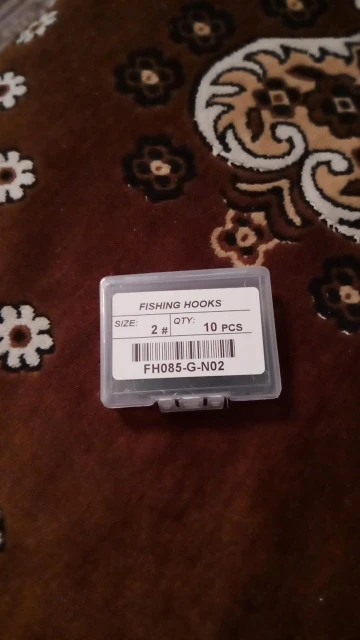 FISHING HOOKS
SIZE: 2 # QTY: 10 PCS
FH085-G-N02